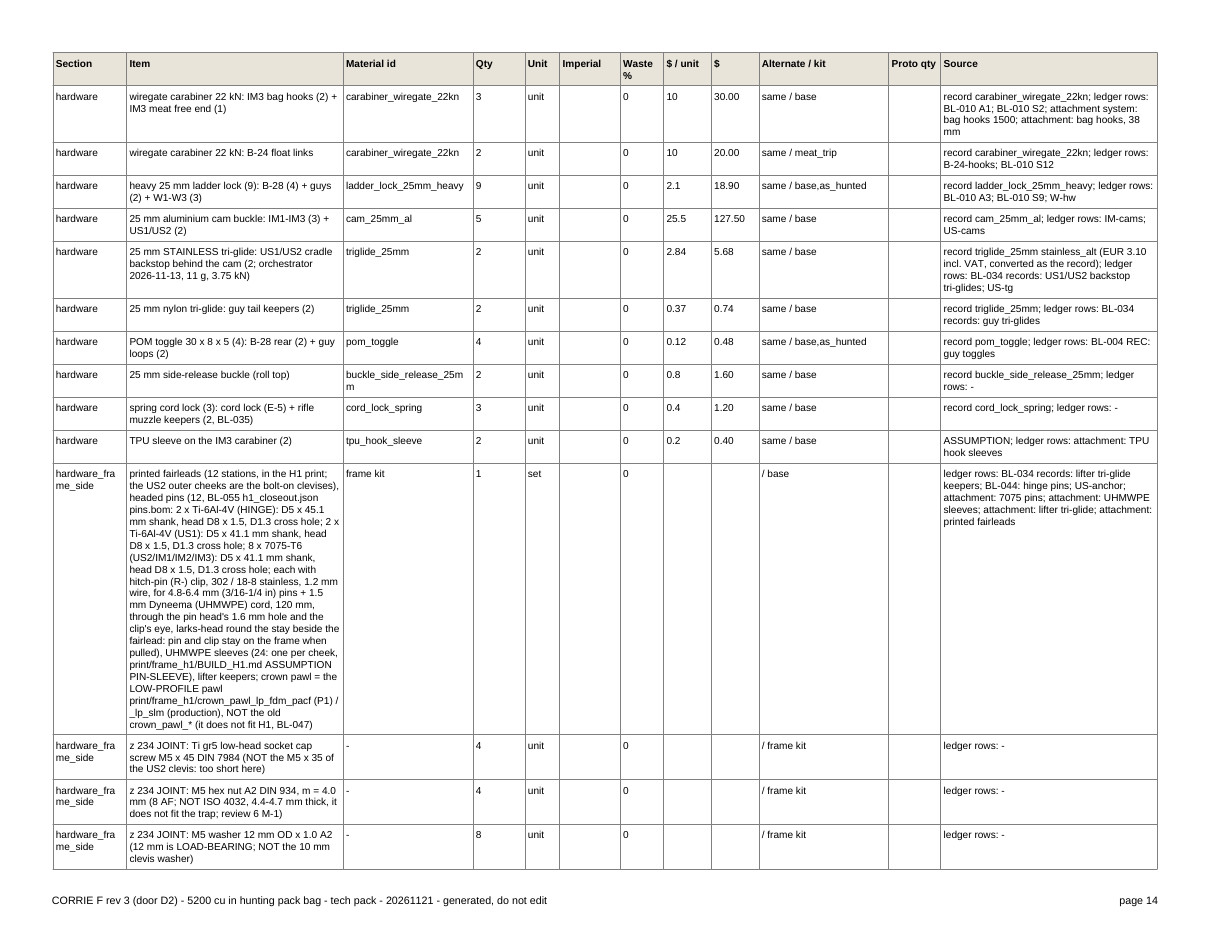 Section Item Material id Qty Unit Imperial Waste % $ / unit $ Alternate / kit Proto qty Source
hardware wiregate carabiner 22 kN: IM3 bag hooks (2) + carabiner_wiregate_22kn 3 unit 0 10 30.00 same / base record carabiner_wiregate_22kn; ledger rows:
IM3 meat free end (1) BL-010 A1; BL-010 S2; attachment system:
bag hooks 1500; attachment: bag hooks, 38
mm
hardware wiregate carabiner 22 kN: B-24 float links carabiner_wiregate_22kn 2 unit 0 10 20.00 same / meat_trip record carabiner_wiregate_22kn; ledger rows:
B-24-hooks; BL-010 S12
hardware heavy 25 mm ladder lock (9): B-28 (4) + guys ladder_lock_25mm_heavy 9 unit 0 2.1 18.90 same / base,as_hunted record ladder_lock_25mm_heavy; ledger rows:
(2) + W1-W3 (3) BL-010 A3; BL-010 S9; W-hw
hardware 25 mm aluminium cam buckle: IM1-IM3 (3) + cam_25mm_al 5 unit 0 25.5 127.50 same / base record cam_25mm_al; ledger rows: IM-cams;
US1/US2 (2) US-cams
hardware 25 mm STAINLESS tri-glide: US1/US2 cradle triglide_25mm 2 unit 0 2.84 5.68 same / base record triglide_25mm stainless_alt (EUR 3.10
backstop behind the cam (2; orchestrator incl. VAT, converted as the record); ledger
2026-11-13, 11 g, 3.75 kN) rows: BL-034 records: US1/US2 backstop
tri-glides; US-tg
hardware 25 mm nylon tri-glide: guy tail keepers (2) triglide_25mm 2 unit 0 0.37 0.74 same / base record triglide_25mm; ledger rows: BL-034
records: guy tri-glides
hardware POM toggle 30 x 8 x 5 (4): B-28 rear (2) + guy pom_toggle 4 unit 0 0.12 0.48 same / base,as_hunted record pom_toggle; ledger rows: BL-004 REC:
loops (2) guy toggles
hardware 25 mm side-release buckle (roll top) buckle_side_release_25m 2 unit 0 0.8 1.60 same / base record buckle_side_release_25mm; ledger
m rows: -
hardware spring cord lock (3): cord lock (E-5) + rifle cord_lock_spring 3 unit 0 0.4 1.20 same / base record cord_lock_spring; ledger rows: -
muzzle keepers (2, BL-035)
hardware TPU sleeve on the IM3 carabiner (2) tpu_hook_sleeve 2 unit 0 0.2 0.40 same / base ASSUMPTION; ledger rows: attachment: TPU
hook sleeves
hardware_fra printed fairleads (12 stations, in the H1 print; frame kit 1 set 0 / base ledger rows: BL-034 records: lifter tri-glide
me_side the US2 outer cheeks are the bolt-on clevises), keepers; BL-044: hinge pins; US-anchor;
headed pins (12, BL-055 h1_closeout.json attachment: 7075 pins; attachment: UHMWPE
pins.bom: 2 x Ti-6Al-4V (HINGE): D5 x 45.1 sleeves; attachment: lifter tri-glide; attachment:
mm shank, head D8 x 1.5, D1.3 cross hole; 2 x printed fairleads
Ti-6Al-4V (US1): D5 x 41.1 mm shank, head
D8 x 1.5, D1.3 cross hole; 8 x 7075-T6
(US2/IM1/IM2/IM3): D5 x 41.1 mm shank,
head D8 x 1.5, D1.3 cross hole; each with
hitch-pin (R-) clip, 302 / 18-8 stainless, 1.2 mm
wire, for 4.8-6.4 mm (3/16-1/4 in) pins + 1.5
mm Dyneema (UHMWPE) cord, 120 mm,
through the pin head's 1.6 mm hole and the
clip's eye, larks-head round the stay beside the
fairlead: pin and clip stay on the frame when
pulled), UHMWPE sleeves (24: one per cheek,
print/frame_h1/BUILD_H1.md ASSUMPTION
PIN-SLEEVE), lifter keepers; crown pawl = the
LOW-PROFILE pawl
print/frame_h1/crown_pawl_lp_fdm_pacf (P1) /
_lp_slm (production), NOT the old
crown_pawl_* (it does not fit H1, BL-047)
hardware_fra z 234 JOINT: Ti gr5 low-head socket cap - 4 unit 0 / frame kit ledger rows: -
me_side screw M5 x 45 DIN 7984 (NOT the M5 x 35 of
the US2 clevis: too short here)
hardware_fra z 234 JOINT: M5 hex nut A2 DIN 934, m = 4.0 - 4 unit 0 / frame kit ledger rows: -
me_side mm (8 AF; NOT ISO 4032, 4.4-4.7 mm thick, it
does not fit the trap; review 6 M-1)
hardware_fra z 234 JOINT: M5 washer 12 mm OD x 1.0 A2 - 8 unit 0 / frame kit ledger rows: -
me_side (12 mm is LOAD-BEARING; NOT the 10 mm
clevis washer)
CORRIE F rev 3 (door D2) - 5200 cu in hunting pack bag - tech pack - 20261121 - generated, do not edit page 14